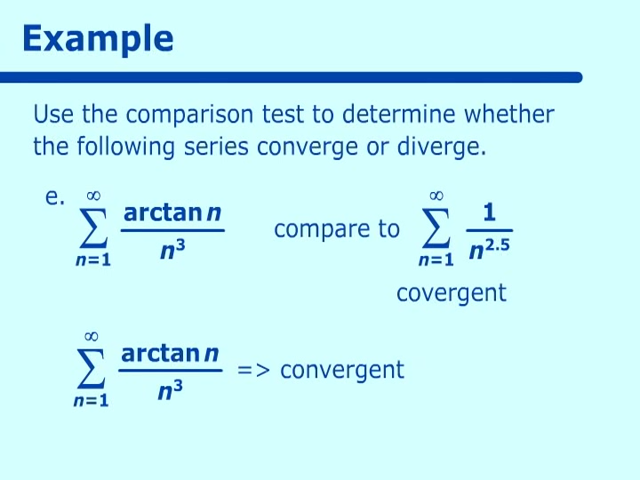 Example
Use the comparison test to determine whether
the following series converge or diverge.
e. ∞ ∑ n=1 arctan n / n³ compare to ∞ ∑ n=1 1 / n^2.5
covergent
∞ ∑ n=1 arctan n / n³ => convergent